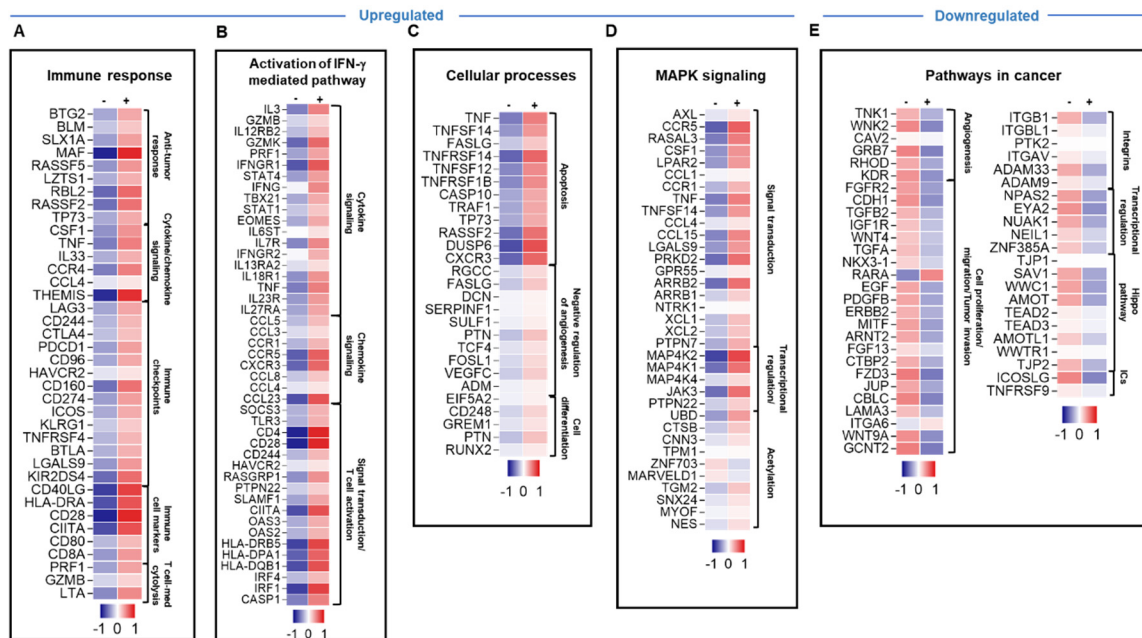 Upregulated
Downregulated
A
Immune response
- +
BTG2
BLM
SLX1A
MAF
RASSF5
LZTS1
RBL2
RASSF2
TP73
CSF1
TNF
IL33
CCR4
CCL4
THEMIS
LAG3
CD244
CTLA4
PDCD1
CD96
HAVCR2
CD160
CD274
ICOS
KLRG1
TNFRSF4
BTLA
LGALS9
KIR2DS4
CD40LG
HLA-DRA
CD28
CIITA
CD80
CD8A
PRF1
GZMB
LTA
Anti-tumor
response
Cytokine/chemokine
signaling
Immune
checkpoints
Immune
cell markers
T cell-med
cytolysis
-1 0 1
B
Activation of IFN-γ
mediated pathway
- +
IL3
GZMB
IL12RB2
GZMK
PRF1
IFNGR1
STAT4
IFNG
TBX21
STAT1
EOMES
IL6ST
IL7R
IFNGR2
IL13RA2
IL18R1
TNF
IL23R
IL27RA
CCL5
CCL3
CCR1
CCR5
CXCR3
CCL8
CCL4
CCL23
SOCS3
TLR3
CD4
CD28
CD244
HAVCR2
RASGRP1
PTPN22
SLAMF1
CIITA
OAS3
OAS2
HLA-DRB5
HLA-DPA1
HLA-DQB1
IRF4
IRF1
CASP1
Cytokine
signaling
Chemokine
signaling
Signal transduction/
T cell activation
-1 0 1
C
Cellular processes
- +
TNF
TNFSF14
FASLG
TNFRSF14
TNFSF12
TNFRSF1B
CASP10
TRAF1
TP73
RASSF2
DUSP6
CXCR3
RGCC
FASLG
DCN
SERPINF1
SULF1
PTN
TCF4
FOSL1
VEGFC
ADM
EIF5A2
CD248
GREM1
PTN
RUNX2
Apoptosis
Negative regulation
of angiogenesis
Cell
differentiation
-1 0 1
D
MAPK signaling
- +
AXL
CCR5
RASAL3
CSF1
LPAR2
CCL1
CCR1
TNF
TNFSF14
CCL4
CCL15
LGALS9
PRKD2
GPR55
ARRB2
ARRB1
NTRK1
XCL1
XCL2
PTPN7
MAP4K2
MAP4K1
MAP4K4
JAK3
PTPN22
UBD
CTSB
CNN3
TPM1
ZNF703
MARVELD1
TGM2
SNX24
MYOF
NES
Signal transduction
Transcriptional
regulation/
Acetylation
-1 0 1
E
Pathways in cancer
- +
TNK1
WNK2
CAV2
GRB7
RHOD
KDR
FGFR2
CDH1
TGFB2
IGF1R
WNT4
TGFA
NKX3-1
RARA
EGF
PDGFB
ERBB2
MITF
ARNT2
FGF13
CTBP2
FZD3
JUP
CBLC
LAMA3
ITGA6
WNT9A
GCNT2
Angiogenesis
Cell proliferation/
migration/Tumor invasion
-1 0 1
- +
ITGB1
ITGBL1
PTK2
ITGAV
ADAM33
ADAM9
NPAS2
EYA2
NUAK1
NEIL1
ZNF385A
TJP1
SAV1
WWC1
AMOT
TEAD2
TEAD3
AMOTL1
WWTR1
TJP2
ICOSLG
TNFRSF9
Integrins
Transcriptional
regulation
Hippo
pathway
ICs
-1 0 1